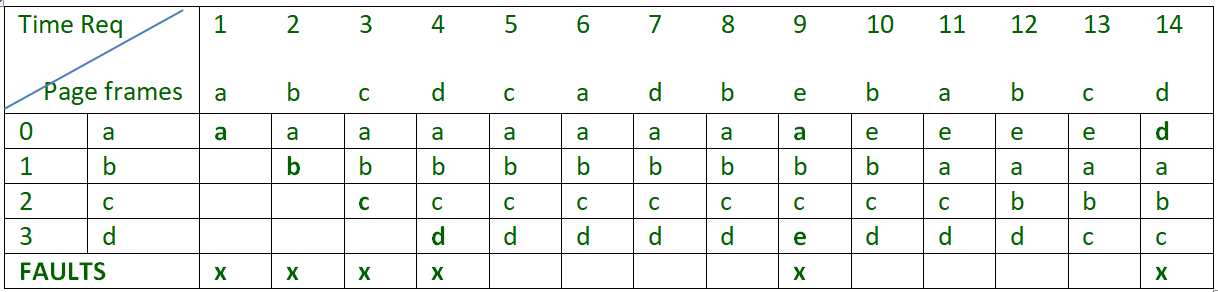 Time Req 1 2 3 4 5 6 7 8 9 10 11 12 13 14
Page frames a b c d c a d b e b a b c d
0 a a a a a a a a a a e e e e d
1 b b b b b b b b b b a a a a
2 c c c c c c c c c c b b b
3 d d d d d d e d d d c c
FAULTS x x x x x x